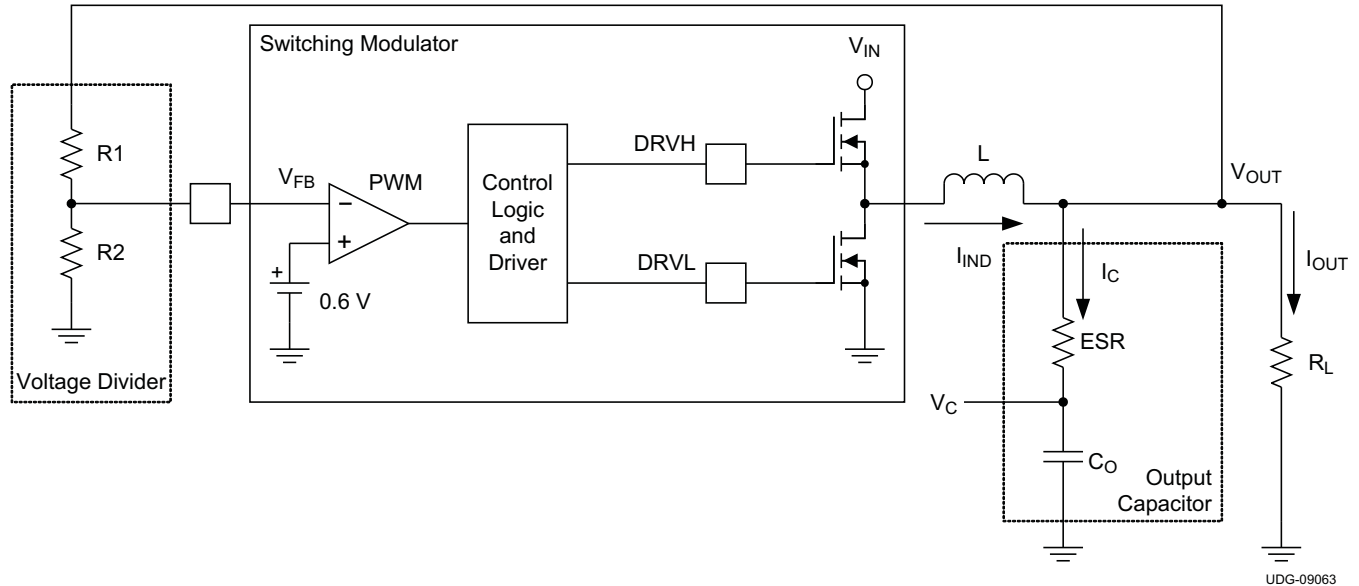 Switching Modulator
VIN
R1
DRVH
L
VFB
PWM
Control
Logic
and
Driver
VOUT
−
+
R2
DRVL
IIND
IC
IOUT
+
0.6 V
ESR
RL
Voltage Divider
VC
CO
Output
Capacitor
UDG-09063